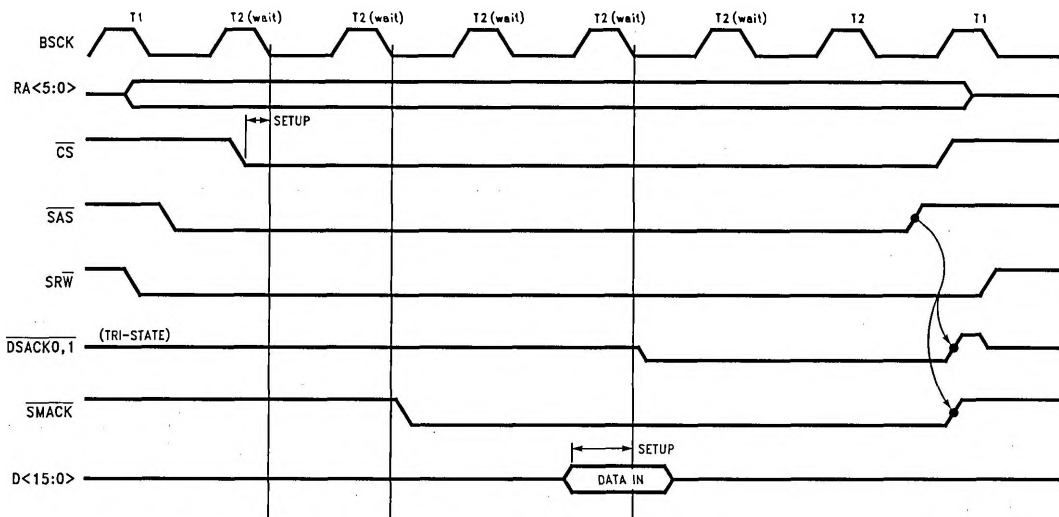 T1 T2 (wait) T2 (wait) T2 (wait) T2 (wait) T2 (wait) T2 T1
BSCK
RA<5:0>
SETUP
CS
SAS
SRW
DSACK0,1 (TRI-STATE)
SMACK
SETUP
D<15:0> DATA IN